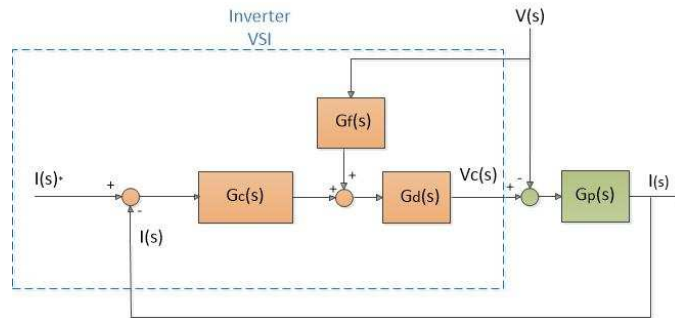 Inverter
VSI
V(s)
Gf(s)
I(s)*
+
+
+
Vc(s)
-
+
I(s)
Gc(s)
Gd(s)
Gp(s)
-
I(s)